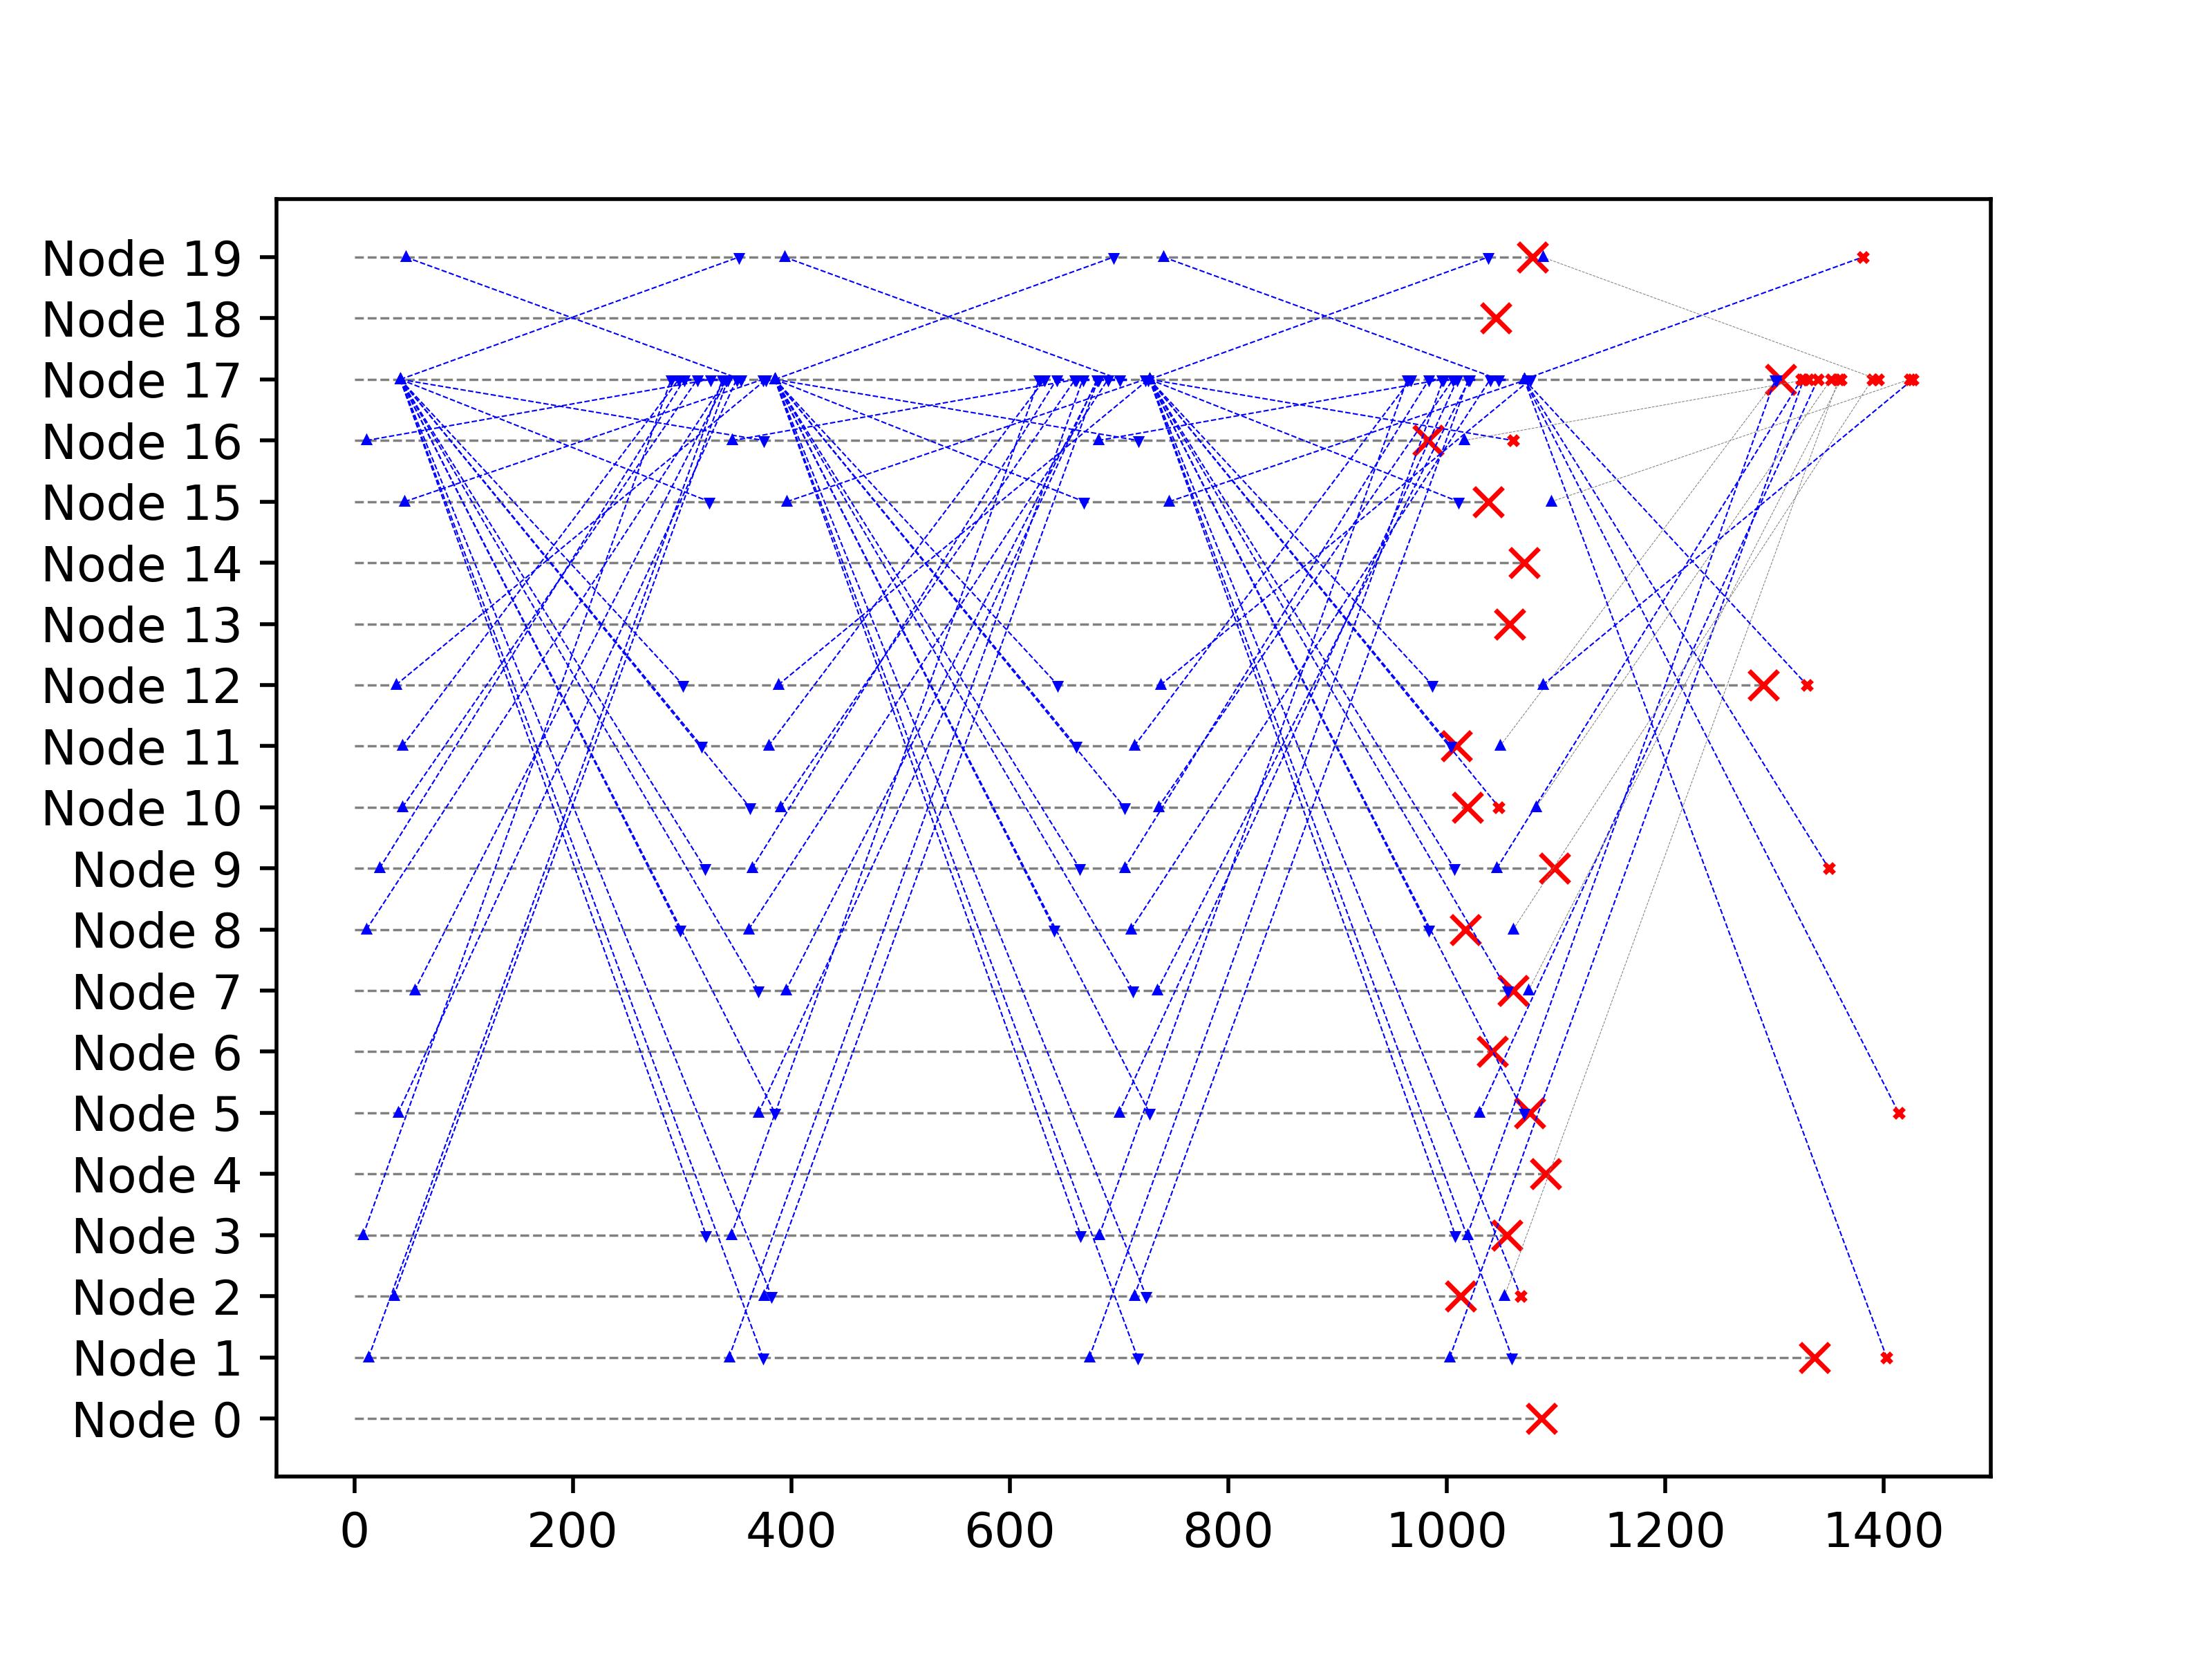 Node 19
Node 18
Node 17
Node 16
Node 15
Node 14
Node 13
Node 12
Node 11
Node 10
Node 9
Node 8
Node 7
Node 6
Node 5
Node 4
Node 3
Node 2
Node 1
Node 0
0 200 400 600 800 1000 1200 1400